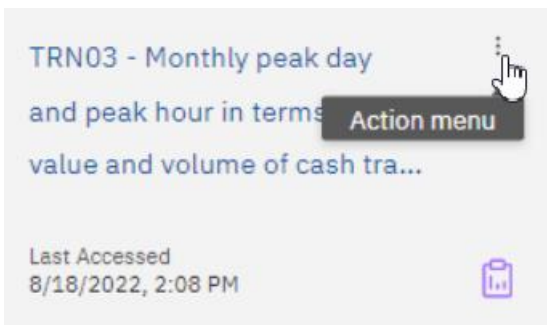 TRN03 - Monthly peak day
and peak hour in terms
Action menu
value and volume of cash tra...
Last Accessed
8/18/2022, 2:08 PM